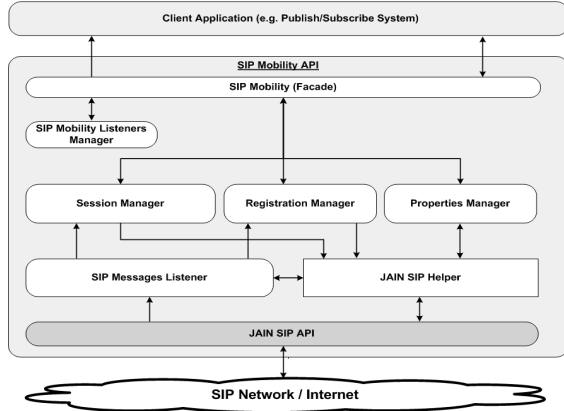 Client Application (e.g. Publish/Subscribe System)
SIP Mobility API
SIP Mobility (Facade)
SIP Mobility Listeners
Manager
Session Manager
Registration Manager
Properties Manager
SIP Messages Listener
JAIN SIP Helper
JAIN SIP API
SIP Network / Internet